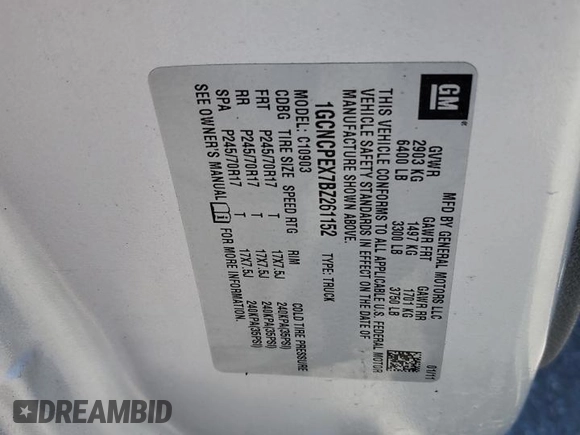 GM
MFD BY GENERAL MOTORS LLC 01/11
GVWR GAWR FRT GAWR RR
2903 KG 1497 KG 1701 KG
6400 LB 3300 LB 3750 LB
THIS VEHICLE CONFORMS TO ALL APPLICABLE U.S. FEDERAL MOTOR
VEHICLE SAFETY STANDARDS IN EFFECT ON THE DATE OF
MANUFACTURE SHOWN ABOVE.
1GCNCPEX7BZ261152 TYPE: TRUCK
MODEL: C10903
CDBG TIRE SIZE SPEED RTG RIM COLD TIRE PRESSURE
FRT P245/70R17 T 17X7.5J 240KPA(35PSI)
RR P245/70R17 T 17X7.5J 240KPA(35PSI)
SPA P245/70R17 T 17X7.5J 240KPA(35PSI)
SEE OWNER'S MANUAL FOR MORE INFORMATION.
DREAMBID